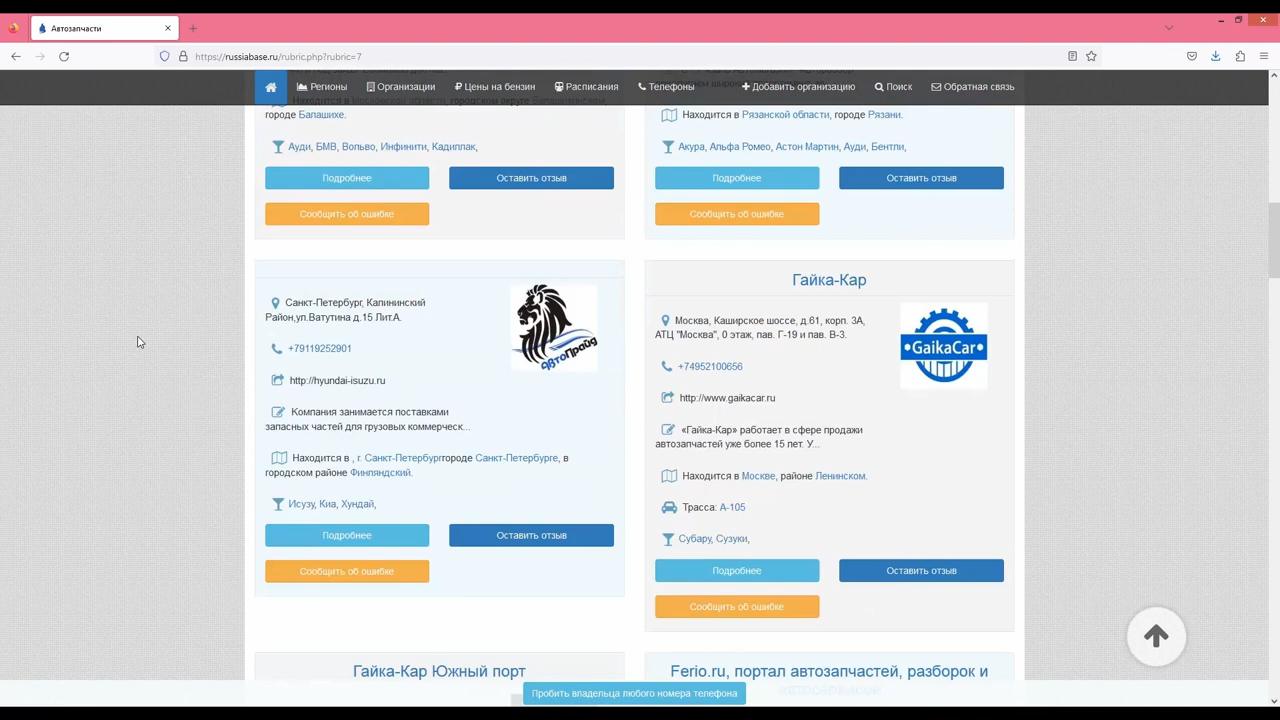 Автозапчасти
https://russiabase.ru/rubric.php?rubric=7
Регионы
Организации
Цены на бензин
Расписания
Телефоны
Добавить организацию
Поиск
Обратная связь
городе Балашихе.
Ауди, БМВ, Вольво, Инфинити, Кадиллак,
Подробнее
Оставить отзыв
Сообщить об ошибке
Находится в Рязанской области, городе Рязани.
Акура, Альфа Ромео, Астон Мартин, Ауди, Бентли,
Подробнее
Оставить отзыв
Сообщить об ошибке
Санкт-Петербург, Калининский
Район,ул.Ватутина д.15 Лит.А.
+79119252901
http://hyundai-isuzu.ru
Компания занимается поставками
запасных частей для грузовых коммерческ...
Находится в , г. Санкт-Петербурггороде Санкт-Петербурге, в
городском районе Финляндский.
Исузу, Киа, Хундай,
Подробнее
Оставить отзыв
Сообщить об ошибке
АвтоПрайд
Гайка-Кар
Москва, Каширское шоссе, д.61, корп. 3А,
АТЦ "Москва", 0 этаж, пав. Г-19 и пав. В-3.
+74952100656
http://www.gaikacar.ru
«Гайка-Кар» работает в сфере продажи
автозапчастей уже более 15 лет. У...
Находится в Москве, районе Ленинском.
Трасса: А-105
Субару, Сузуки,
Подробнее
Оставить отзыв
Сообщить об ошибке
GaikaCar
Гайка-Кар Южный порт
Ferio.ru, портал автозапчастей, разборок и
Пробить владельца любого номера телефона